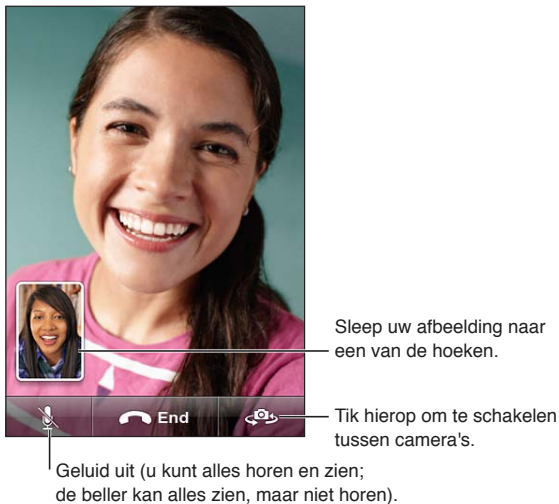 Sleep uw afbeelding naar
een van de hoeken.
End
Tik hierop om te schakelen
tussen camera's.
Geluid uit (u kunt alles horen en zien;
de beller kan alles zien, maar niet horen).